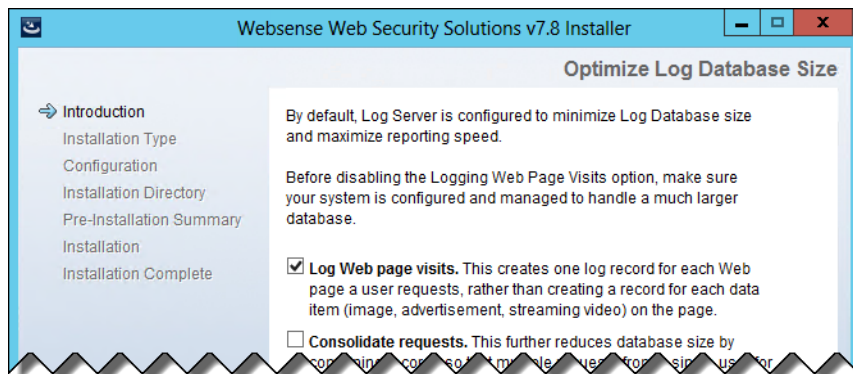 Websense Web Security Solutions v7.8 Installer
Optimize Log Database Size
Introduction
Installation Type
Configuration
Installation Directory
Pre-Installation Summary
Installation
Installation Complete
By default, Log Server is configured to minimize Log Database size
and maximize reporting speed.
Before disabling the Logging Web Page Visits option, make sure
your system is configured and managed to handle a much larger
database.
Log Web page visits. This creates one log record for each Web
page a user requests, rather than creating a record for each data
item (image, advertisement, streaming video) on the page.
Consolidate requests. This further reduces database size by
so for